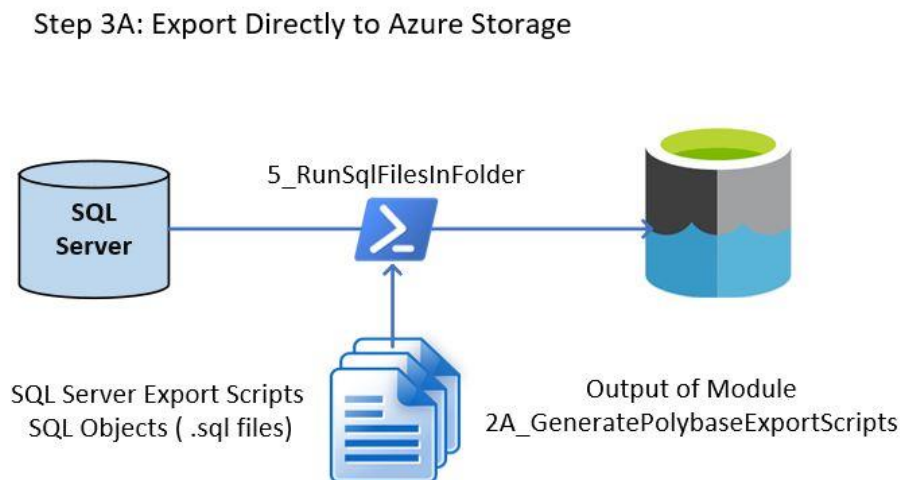 Step 3A: Export Directly to Azure Storage
5_RunSqlFilesInFolder
SQL
Server
SQL Server Export Scripts
SQL Objects ( .sql files)
Output of Module
2A_GeneratePolybaseExportScripts